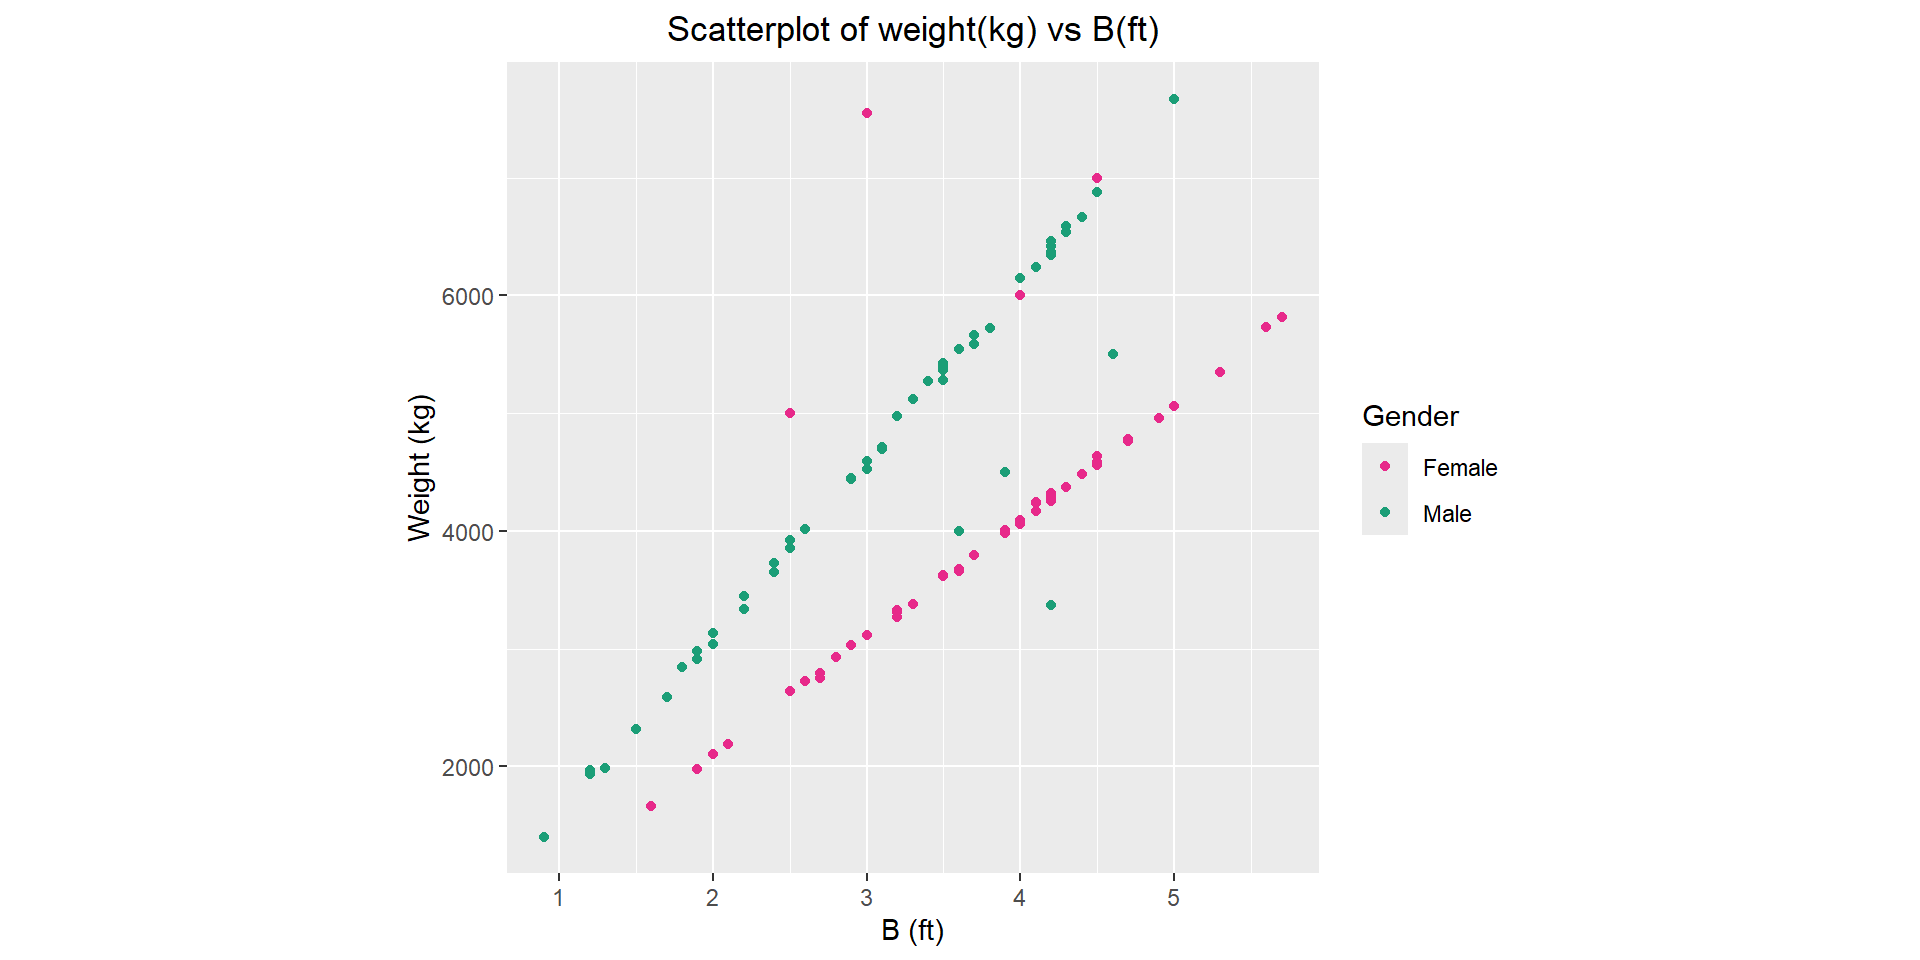 Scatterplot of weight(kg) vs B(ft)
6000
4000
2000
Weight (kg)
1 2 3 4 5
B (ft)
Gender
Female
Male